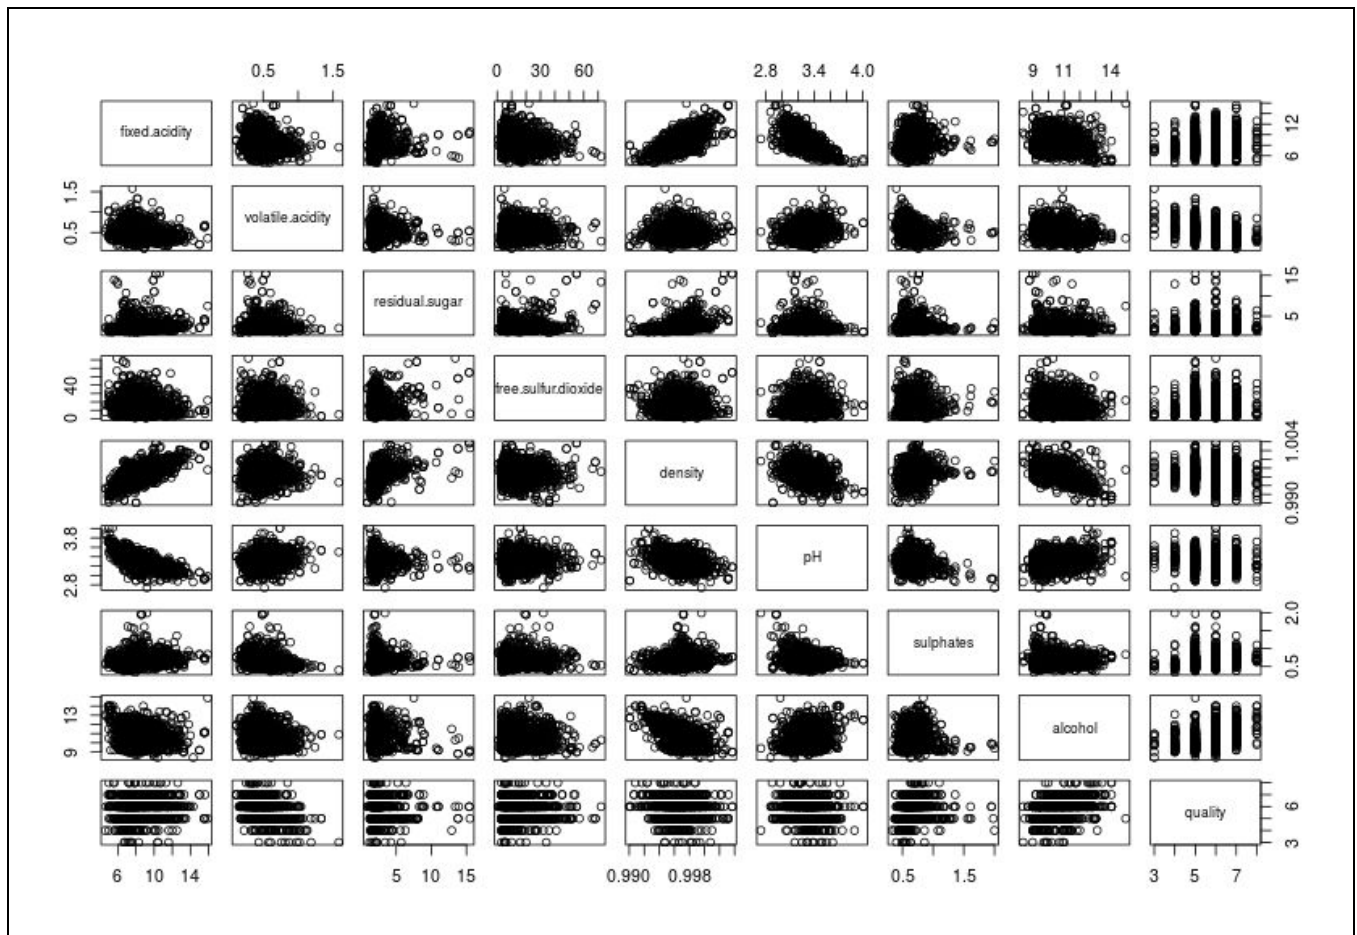 0.5 1.5 0 30 60 2.8 3.4 4.0 9 11 14
fixed.acidity
6 12
0.5 1.5
volatile.acidity
residual.sugar
5 15
0 40
free.sulfur.dioxide
density
0.990 1.004
2.8 3.8
pH
sulphates
0.5 2.0
9 13
alcohol
quality
3 6
6 10 14 5 10 15 0.990 0.998 0.5 1.5 3 5 7